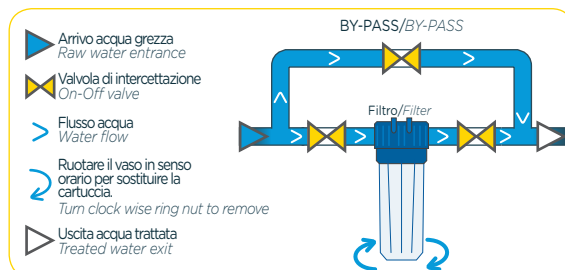 Arrivo acqua grezza
Raw water entrance
Valvola di intercettazione
On-Off valve
Flusso acqua
Water flow
Ruotare il vaso in senso
orario per sostituire la
cartuccia.
Turn clock wise ring nut to remove
Uscita acqua trattata
Treated water exit
BY-PASS/BY-PASS
Filtro/Filter